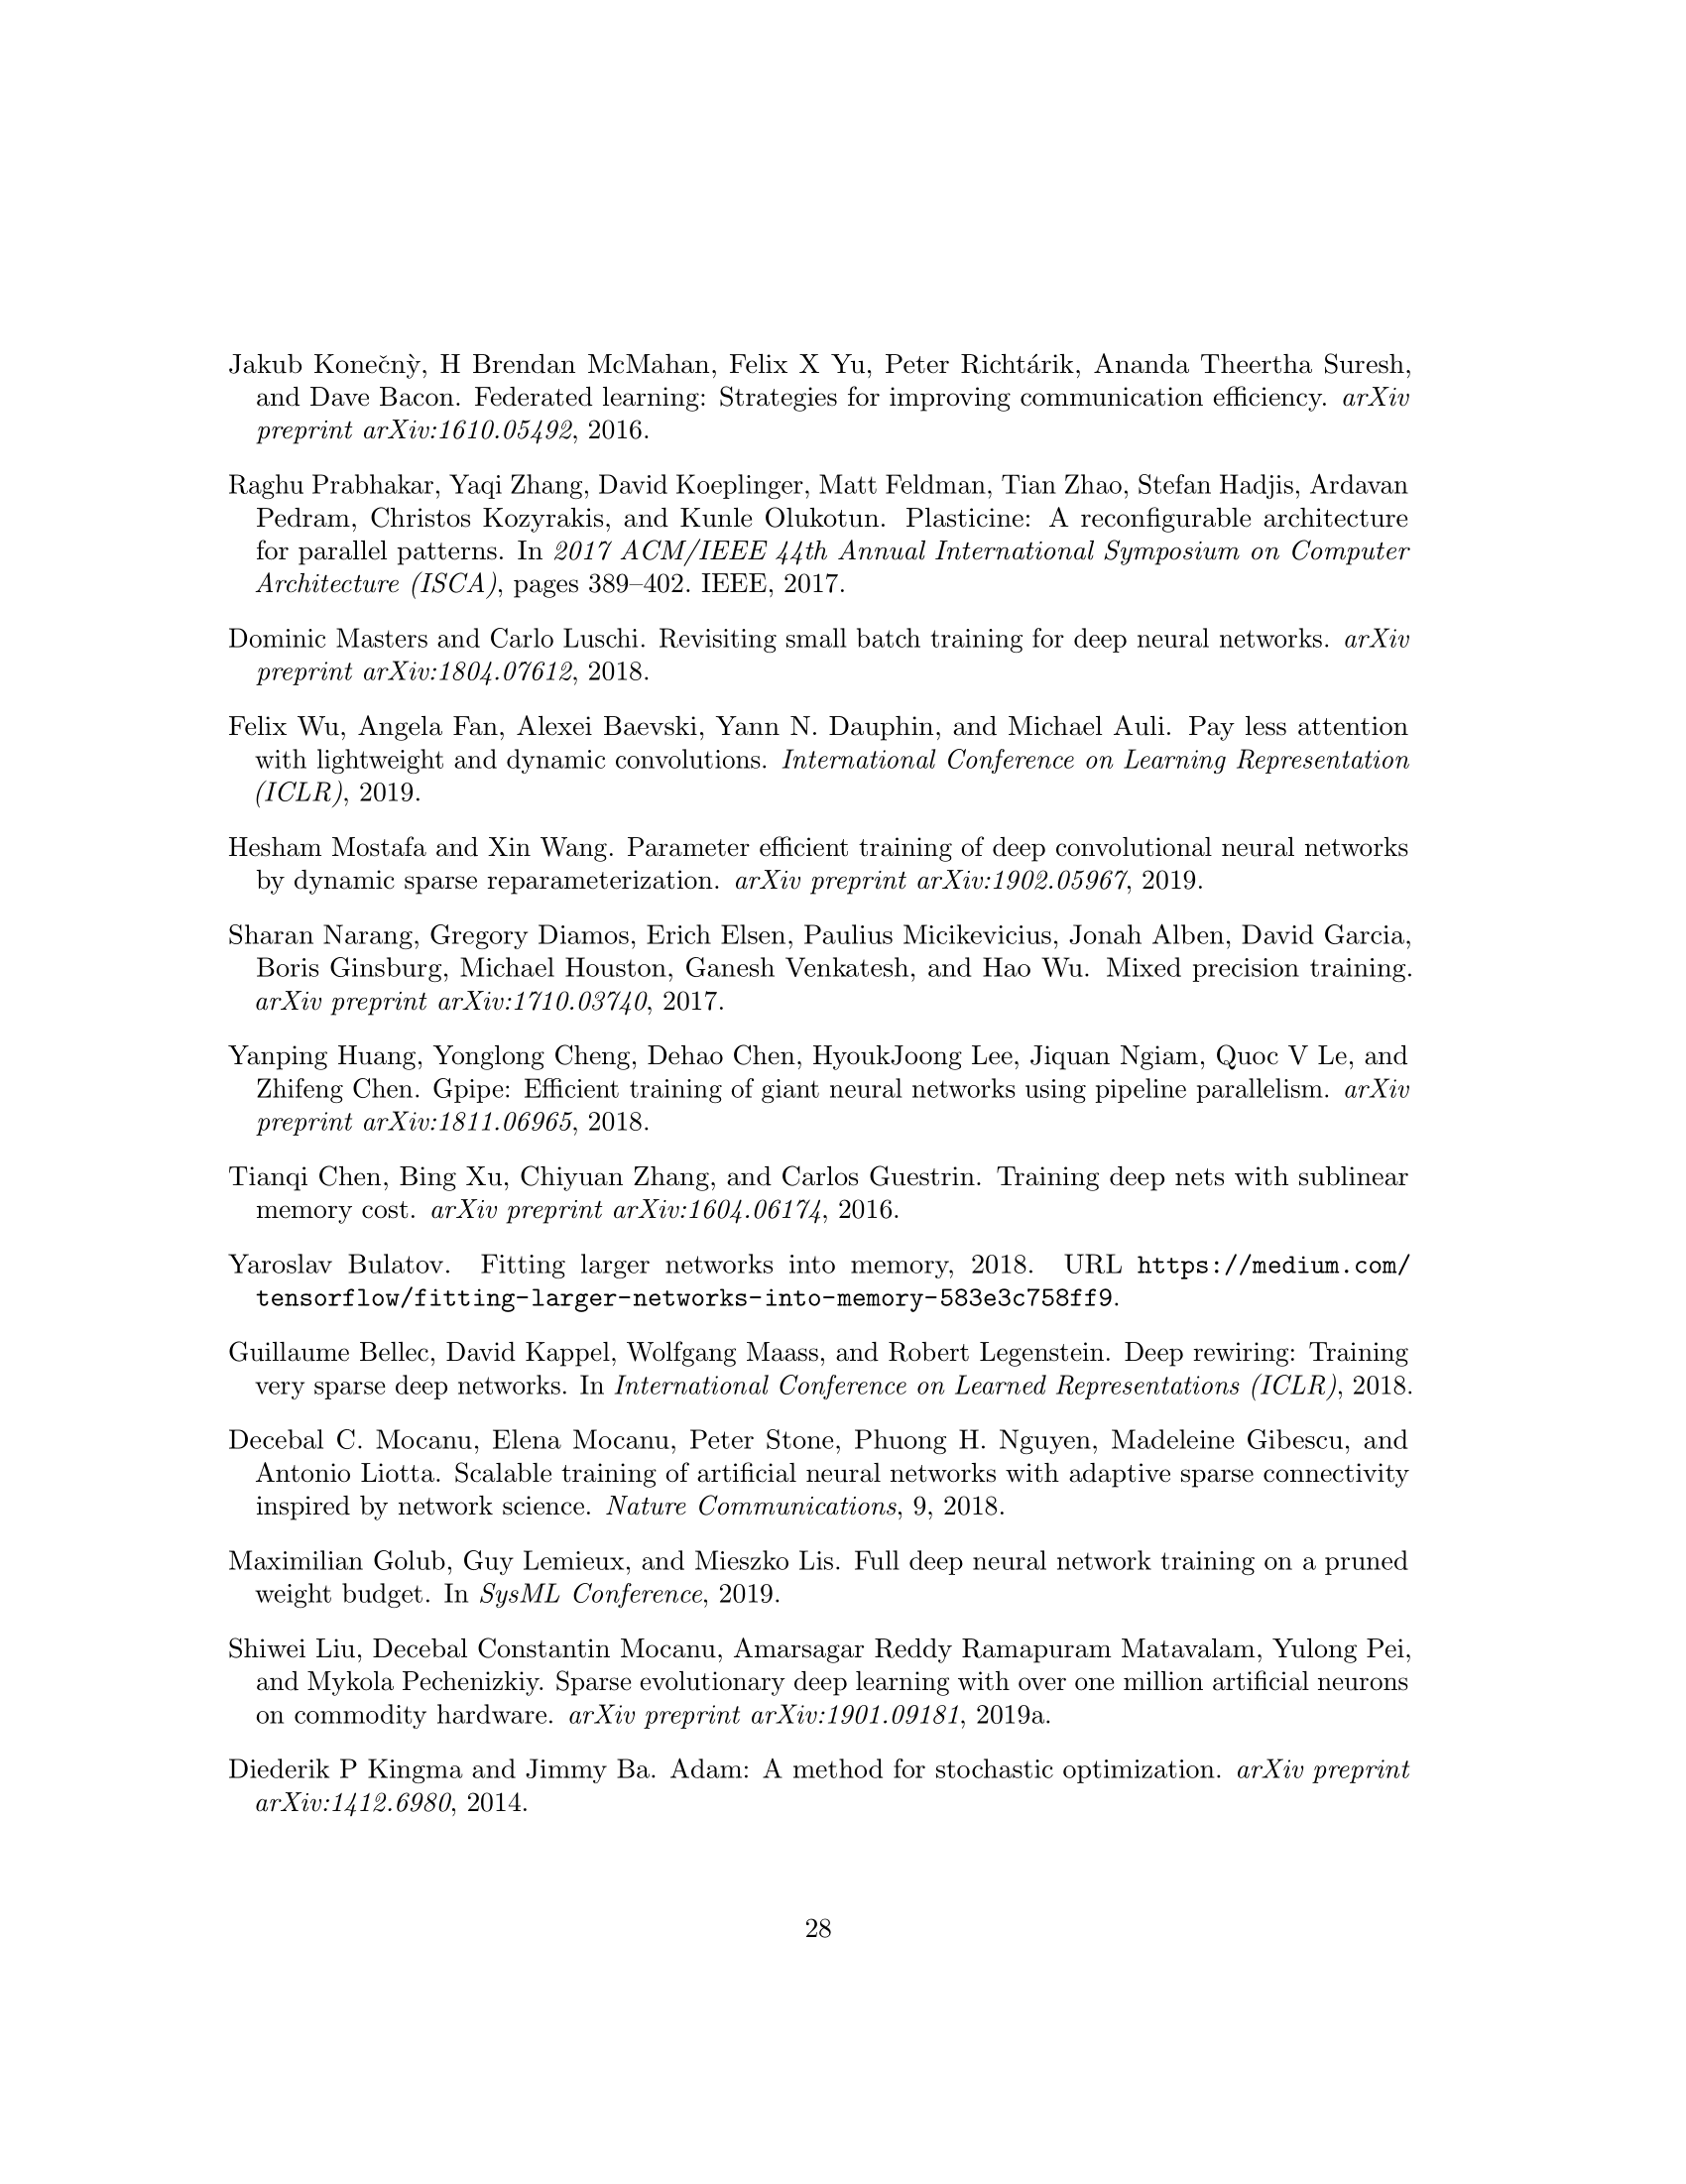 Jakub Konečnỳ, H Brendan McMahan, Felix X Yu, Peter Richtárik, Ananda Theertha Suresh,
and Dave Bacon. Federated learning: Strategies for improving communication efficiency. arXiv
preprint arXiv:1610.05492, 2016.
Raghu Prabhakar, Yaqi Zhang, David Koeplinger, Matt Feldman, Tian Zhao, Stefan Hadjis, Ardavan
Pedram, Christos Kozyrakis, and Kunle Olukotun. Plasticine: A reconfigurable architecture
for parallel patterns. In 2017 ACM/IEEE 44th Annual International Symposium on Computer
Architecture (ISCA), pages 389–402. IEEE, 2017.
Dominic Masters and Carlo Luschi. Revisiting small batch training for deep neural networks. arXiv
preprint arXiv:1804.07612, 2018.
Felix Wu, Angela Fan, Alexei Baevski, Yann N. Dauphin, and Michael Auli. Pay less attention
with lightweight and dynamic convolutions. International Conference on Learning Representation
(ICLR), 2019.
Hesham Mostafa and Xin Wang. Parameter efficient training of deep convolutional neural networks
by dynamic sparse reparameterization. arXiv preprint arXiv:1902.05967, 2019.
Sharan Narang, Gregory Diamos, Erich Elsen, Paulius Micikevicius, Jonah Alben, David Garcia,
Boris Ginsburg, Michael Houston, Ganesh Venkatesh, and Hao Wu. Mixed precision training.
arXiv preprint arXiv:1710.03740, 2017.
Yanping Huang, Yonglong Cheng, Dehao Chen, HyoukJoong Lee, Jiquan Ngiam, Quoc V Le, and
Zhifeng Chen. Gpipe: Efficient training of giant neural networks using pipeline parallelism. arXiv
preprint arXiv:1811.06965, 2018.
Tianqi Chen, Bing Xu, Chiyuan Zhang, and Carlos Guestrin. Training deep nets with sublinear
memory cost. arXiv preprint arXiv:1604.06174, 2016.
Yaroslav Bulatov. Fitting larger networks into memory, 2018. URL https://medium.com/
tensorflow/fitting-larger-networks-into-memory-583e3c758ff9.
Guillaume Bellec, David Kappel, Wolfgang Maass, and Robert Legenstein. Deep rewiring: Training
very sparse deep networks. In International Conference on Learned Representations (ICLR), 2018.
Decebal C. Mocanu, Elena Mocanu, Peter Stone, Phuong H. Nguyen, Madeleine Gibescu, and
Antonio Liotta. Scalable training of artificial neural networks with adaptive sparse connectivity
inspired by network science. Nature Communications, 9, 2018.
Maximilian Golub, Guy Lemieux, and Mieszko Lis. Full deep neural network training on a pruned
weight budget. In SysML Conference, 2019.
Shiwei Liu, Decebal Constantin Mocanu, Amarsagar Reddy Ramapuram Matavalam, Yulong Pei,
and Mykola Pechenizkiy. Sparse evolutionary deep learning with over one million artificial neurons
on commodity hardware. arXiv preprint arXiv:1901.09181, 2019a.
Diederik P Kingma and Jimmy Ba. Adam: A method for stochastic optimization. arXiv preprint
arXiv:1412.6980, 2014.
28